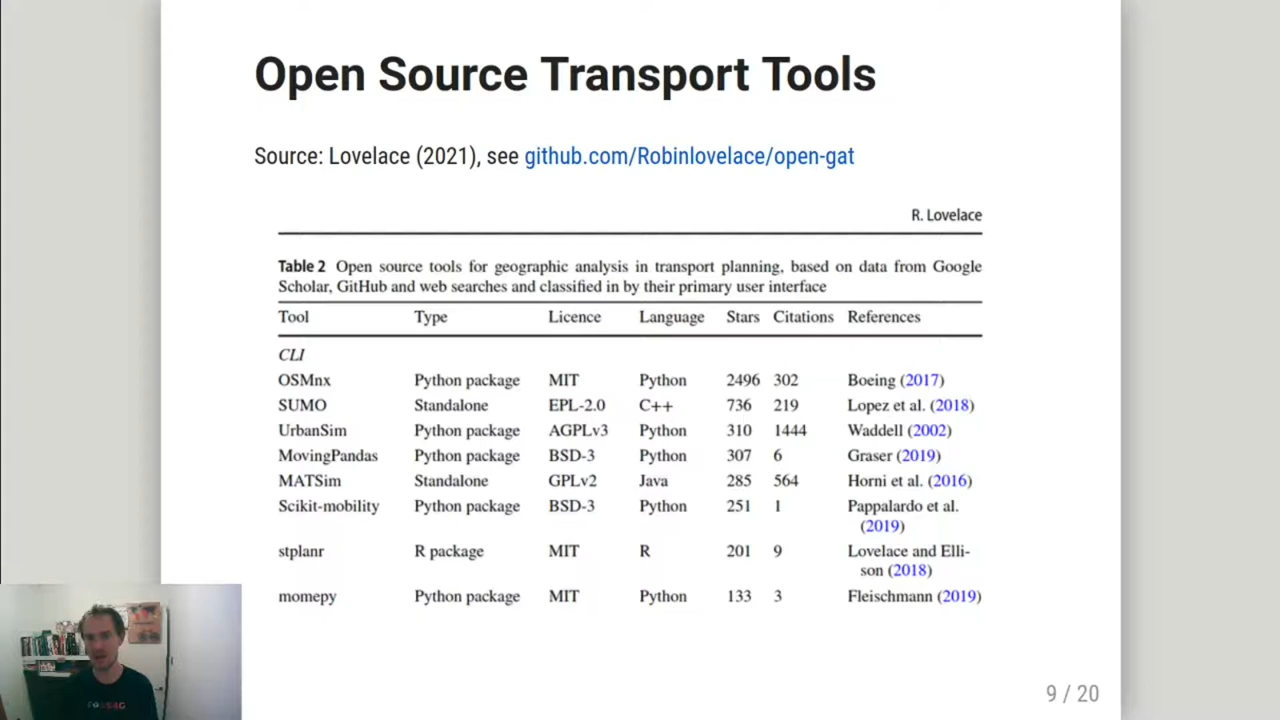 Open Source Transport Tools
Source: Lovelace (2021), see github.com/Robinlovelace/open-gat
R. Lovelace
Table 2 Open source tools for geographic analysis in transport planning, based on data from Google
Scholar, GitHub and web searches and classified in by their primary user interface
Tool Type Licence Language Stars Citations References
CLI
OSMnx Python package MIT Python 2496 302 Boeing (2017)
SUMO Standalone EPL-2.0 C++ 736 219 Lopez et al. (2018)
UrbanSim Python package AGPLv3 Python 310 1444 Waddell (2002)
MovingPandas Python package BSD-3 Python 307 6 Graser (2019)
MATSim Standalone GPLv2 Java 285 564 Horni et al. (2016)
Scikit-mobility Python package BSD-3 Python 251 1 Pappalardo et al.
(2019)
stplanr R package MIT R 201 9 Lovelace and Elli-
son (2018)
momepy Python package MIT Python 133 3 Fleischmann (2019)
9 / 20